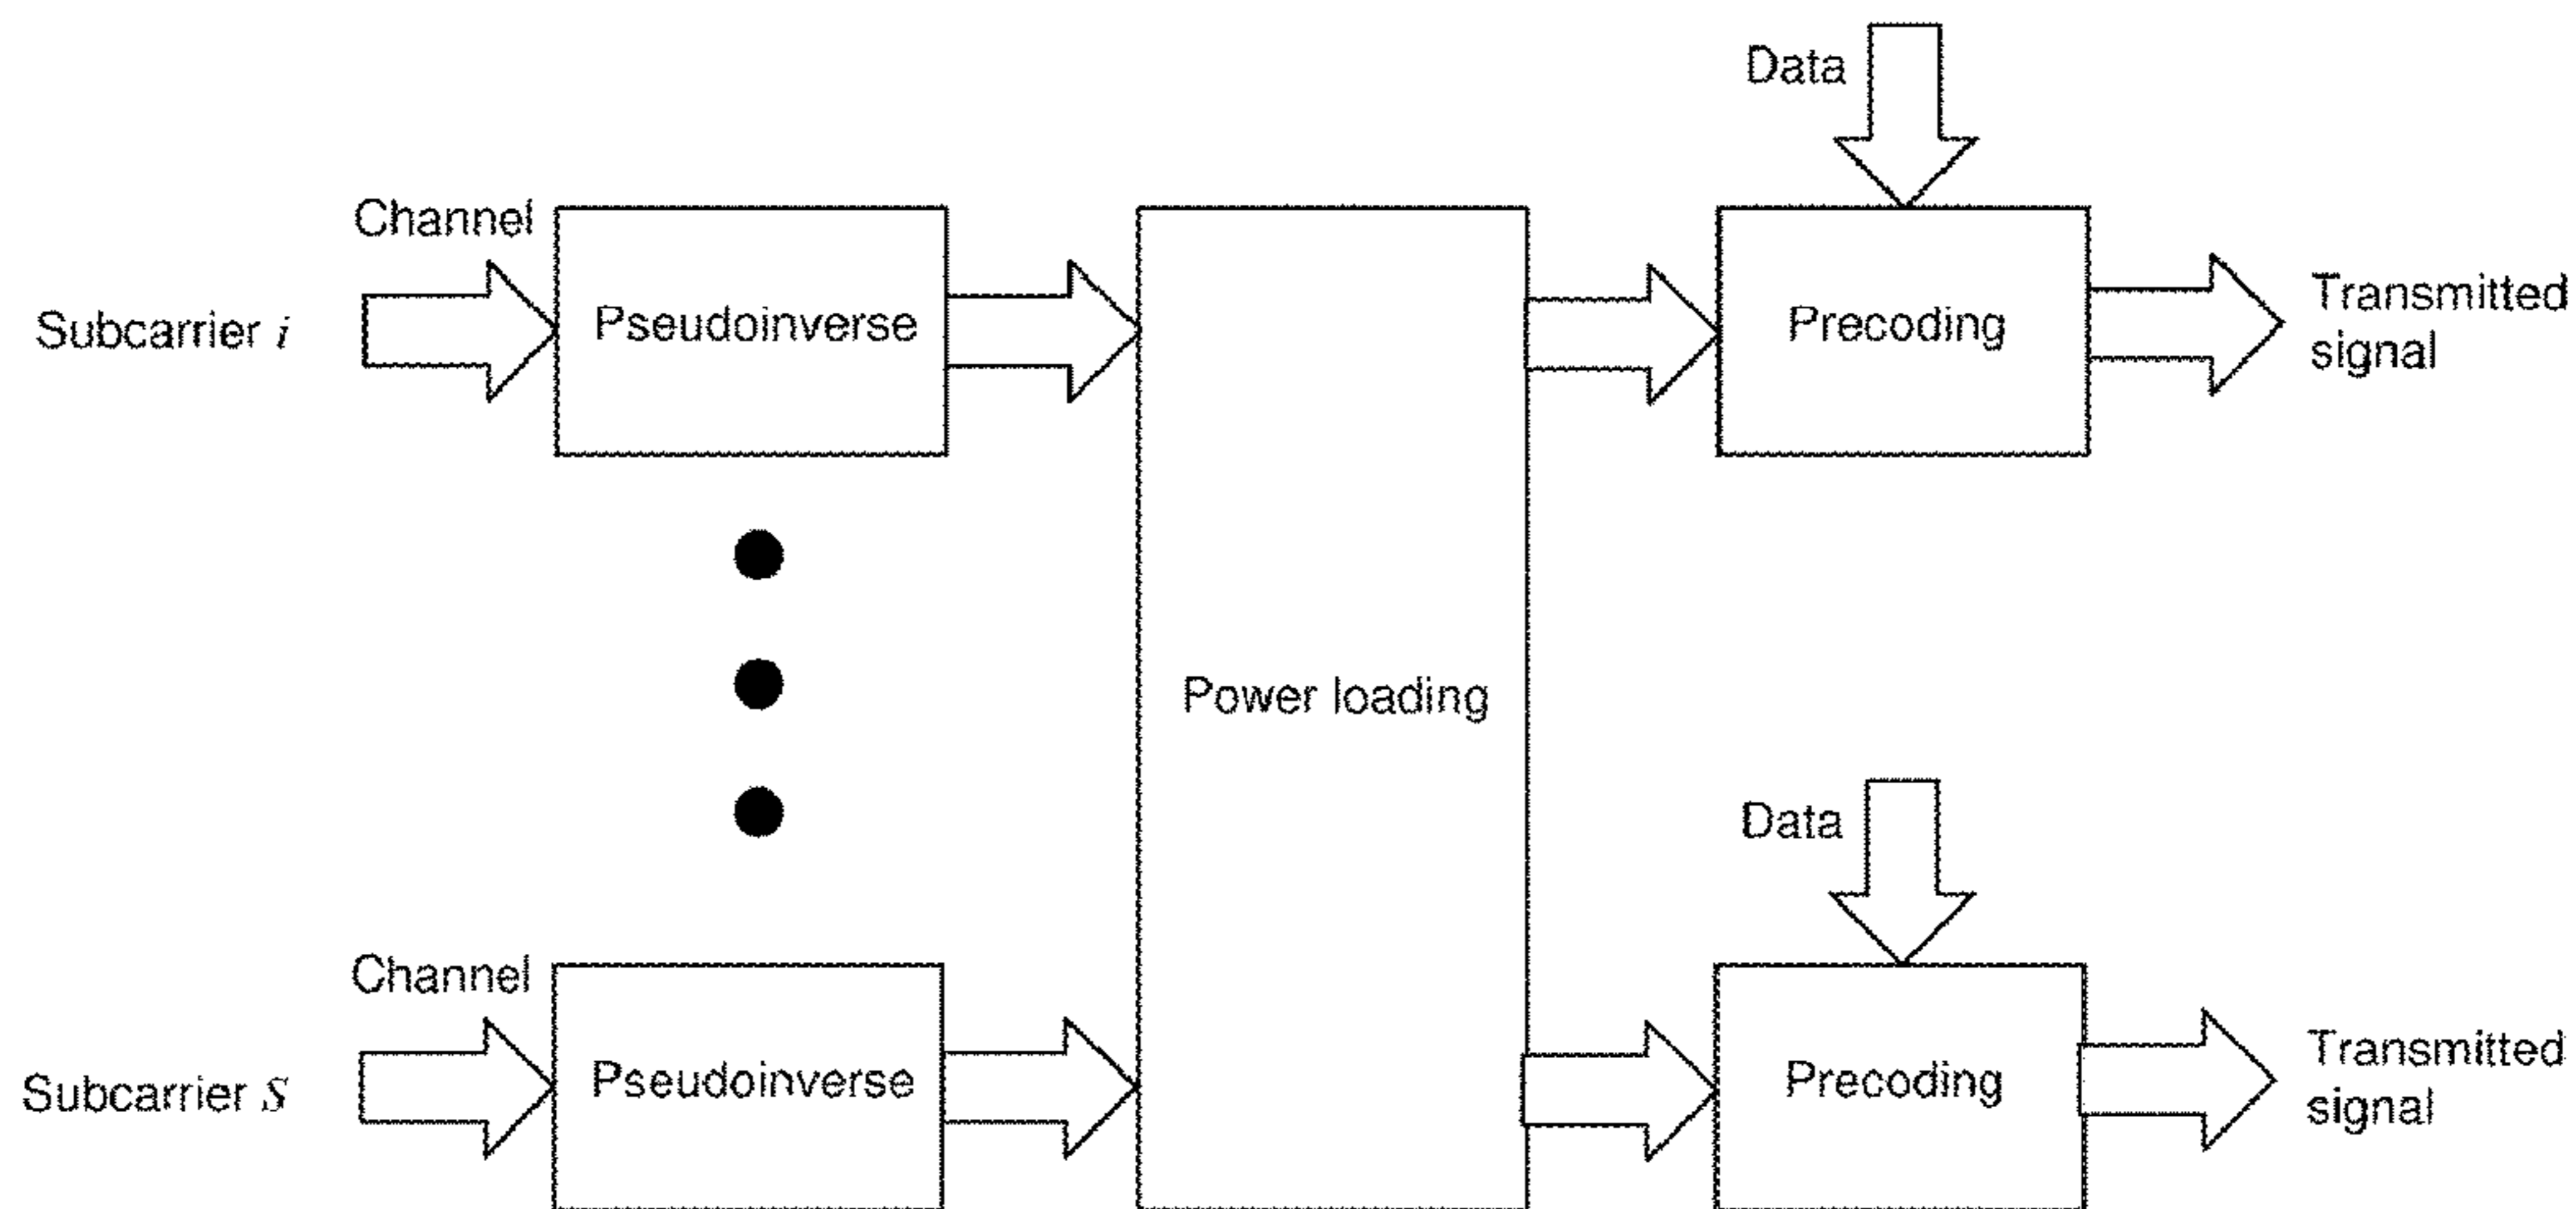 Data
Channel
Subcarrier i
Pseudoinverse
Precoding
Transmitted
signal
Power loading
Data
Channel
Subcarrier S
Pseudoinverse
Precoding
Transmitted
signal